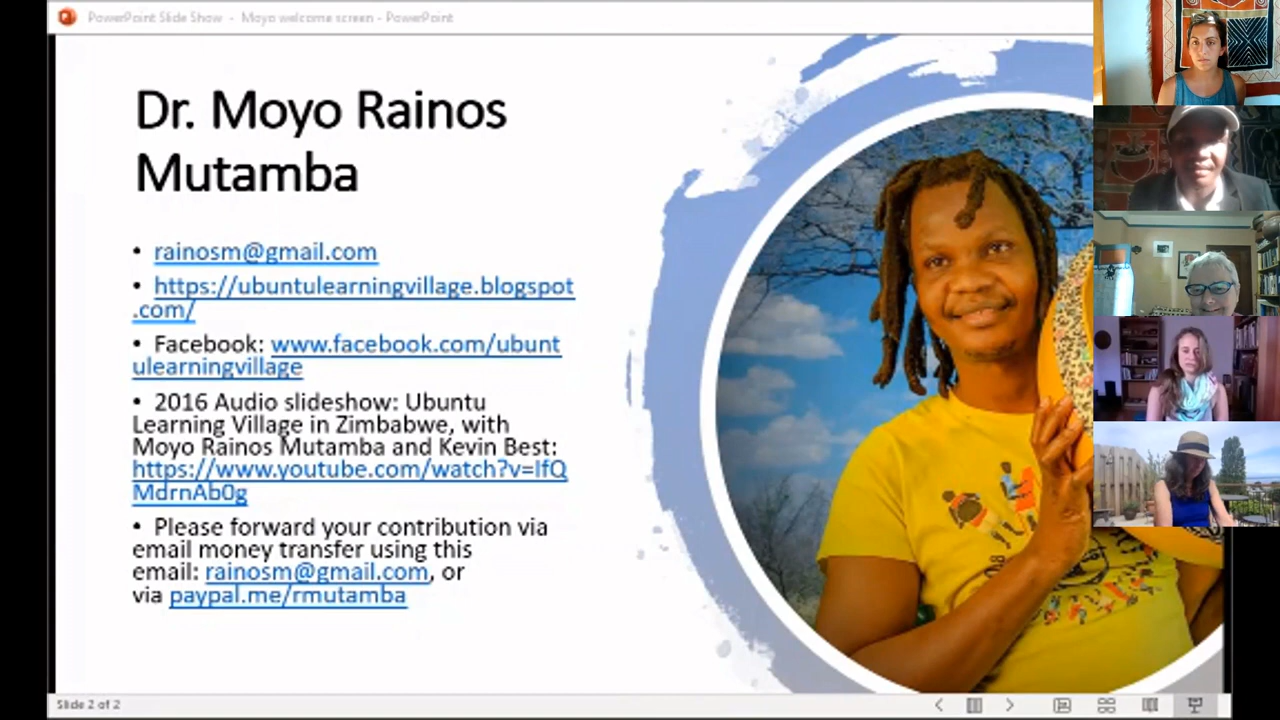 PowerPoint Slide Show - Moyo welcome screen - PowerPoint
Dr. Moyo Rainos
Mutamba
• rainosm@gmail.com
• https://ubuntulearningvillage.blogspot
.com/
• Facebook: www.facebook.com/ubunt
ulearningvillage
• 2016 Audio slideshow: Ubuntu
Learning Village in Zimbabwe, with
Moyo Rainos Mutamba and Kevin Best:
https://www.youtube.com/watch?v=IfQ
MdrnAb0g
• Please forward your contribution via
email money transfer using this
email: rainosm@gmail.com, or
via paypal.me/rmutamba
Slide 2 of 2